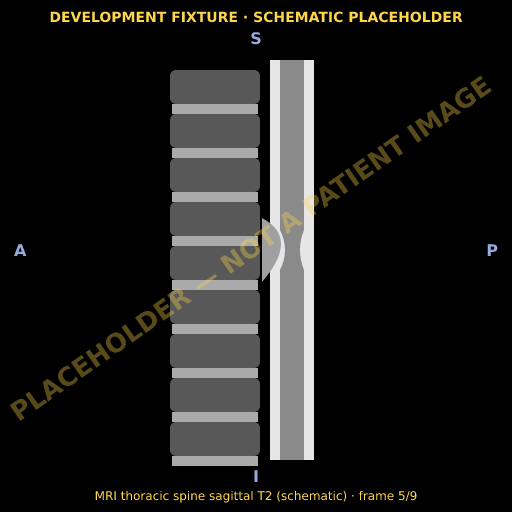 DEVELOPMENT FIXTURE · SCHEMATIC PLACEHOLDER
S
A
P
PLACEHOLDER — NOT A PATIENT IMAGE
I
MRI thoracic spine sagittal T2 (schematic) · frame 5/9